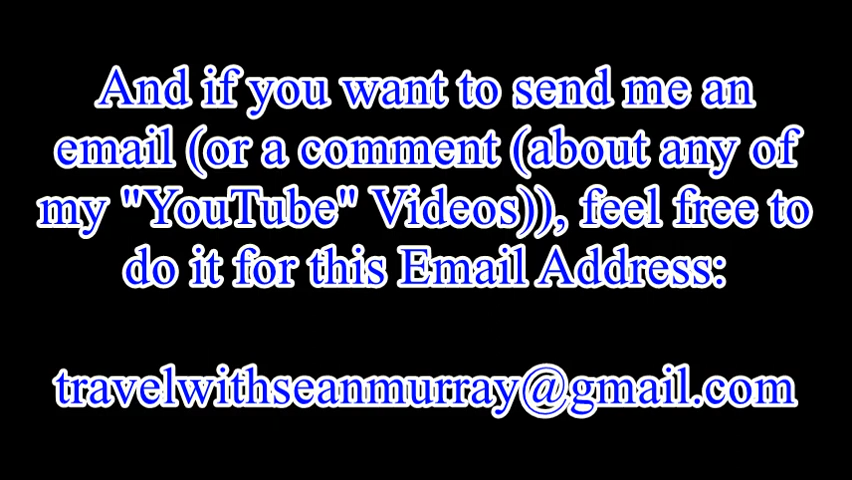 And if you want to send me an
email (or a comment (about any of
my "YouTube" Videos)), feel free to
do it for this Email Address:
travelwithseanmurray@gmail.com